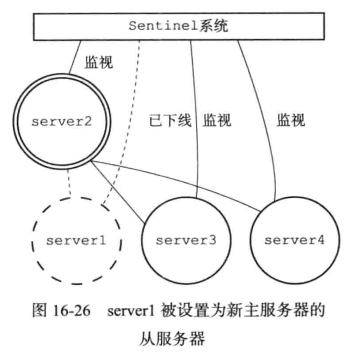 Sentinel系统
监视
已下线 监视 监视
server2
server1 server3 server4
图 16-26 server1 被设置为新主服务器的
从服务器